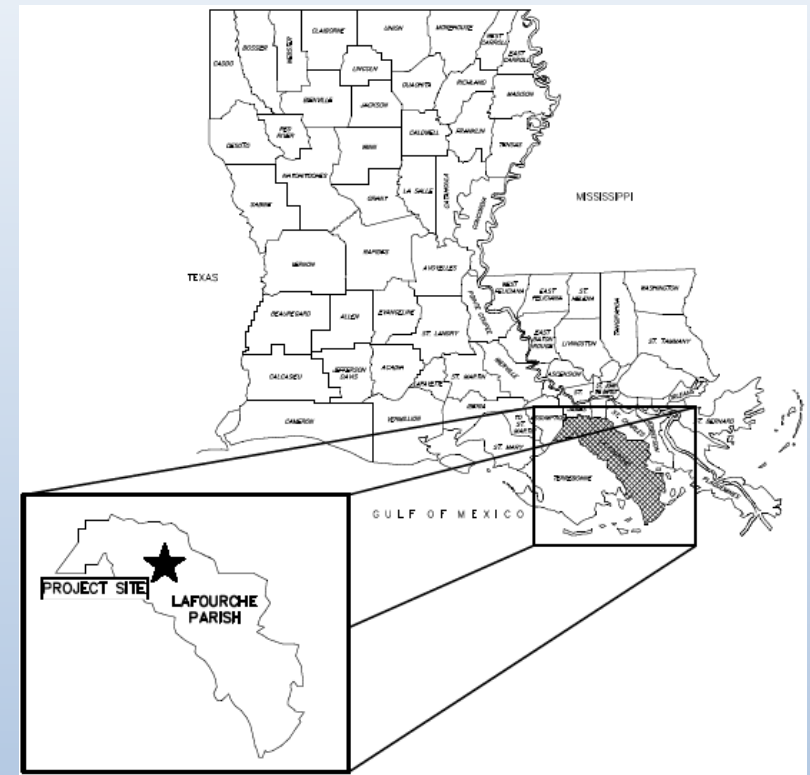 CLAIBORNE
UNION
MOREHOUSE
WEST
CARROLL
EAST
CARROLL
BOSSIER
WEBSTER
CADDO
LINCOLN
OUACHITA
RICHLAND
MADISON
BIENVILLE
JACKSON
CALDWELL
FRANKLIN
TENSAS
RED
RIVER
DESOTO
WINN
NATCHITOCHES
LA SALLE
CATAHOULA
CONCORDIA
SABINE
GRANT
MISSISSIPPI
TEXAS
VERNON
RAPIDES
AVOYELLES
WEST
FELICIANA
EAST
FELICIANA
ST.
HELENA
TANGIPAHOA
WASHINGTON
POINTE COUPEE
BEAUREGARD
ALLEN
EVANGELINE
ST. LANDRY
EAST
BATON
ROUGE
LIVINGSTON
ST. TAMMANY
CALCASIEU
JEFFERSON
DAVIS
ACADIA
LAFAYETTE
ST. MARTIN
IBERVILLE
ASCENSION
ORLEANS
CAMERON
VERMILLION
IBERIA
ST. MARY
ST. BERNARD
TERREBONNE
PLAQUEMINES
GULF OF MEXICO
PROJECT SITE
LAFOURCHE
PARISH